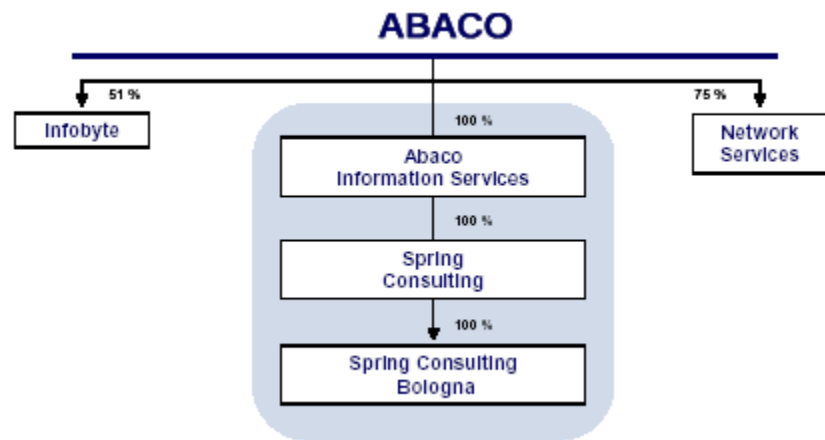 ABACO
51 %
75 %
Infobyte
100 %
Network
Services
Abaco
Information Services
100 %
Spring
Consulting
100 %
Spring Consulting
Bologna